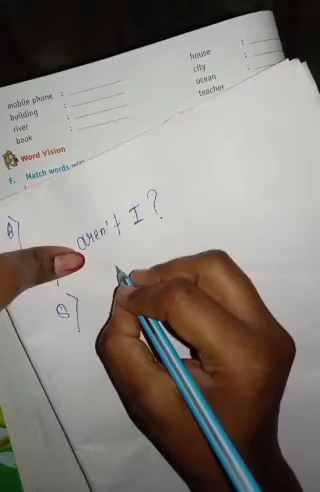 mobile phone :
building :
river :
book :
house :
city :
ocean
teacher
Word Vision
F. Match words
Q)
aren't I?
Q)